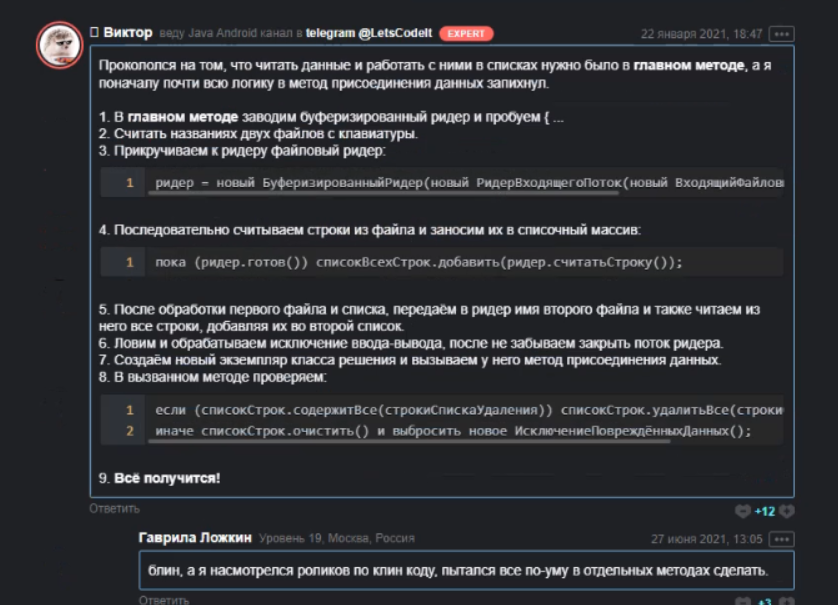 Виктор веду Java Android канал в telegram @LetsCodeIt EXPERT 22 января 2021, 18:47
Прокололся на том, что читать данные и работать с ними в списках нужно было в главном методе, а я
поначалу почти всю логику в метод присоединения данных запихнул.
1. В главном методе заводим буферизированный ридер и пробуем { ...
2. Считать названиях двух файлов с клавиатуры.
3. Прикручиваем к ридеру файловый ридер:
1 ридер = новый БуферизированныйРидер(новый РидерВходящегоПоток(новый ВходящийФайлов
4. Последовательно считываем строки из файла и заносим их в списочный массив:
1 пока (ридер.готов()) списокВсехСтрок.добавить(ридер.считатьСтроку());
5. После обработки первого файла и списка, передаём в ридер имя второго файла и также читаем из
него все строки, добавляя их во второй список.
6. Ловим и обрабатываем исключение ввода-вывода, после не забываем закрыть поток ридера.
7. Создаём новый экземпляр класса решения и вызываем у него метод присоединения данных.
8. В вызванном методе проверяем:
1 если (списокСтрок.содержитВсе(строкиСпискаУдаления)) списокСтрок.удалитьВсе(строки
2 иначе списокСтрок.очистить() и выбросить новое ИсключениеПовреждённыхДанных();
9. Всё получится!
Ответить +12
Гаврила Ложкин Уровень 19, Москва, Россия 27 июня 2021, 13:05
блин, а я насмотрелся роликов по клин коду, пытался все по-уму в отдельных методах сделать.
Ответить +3